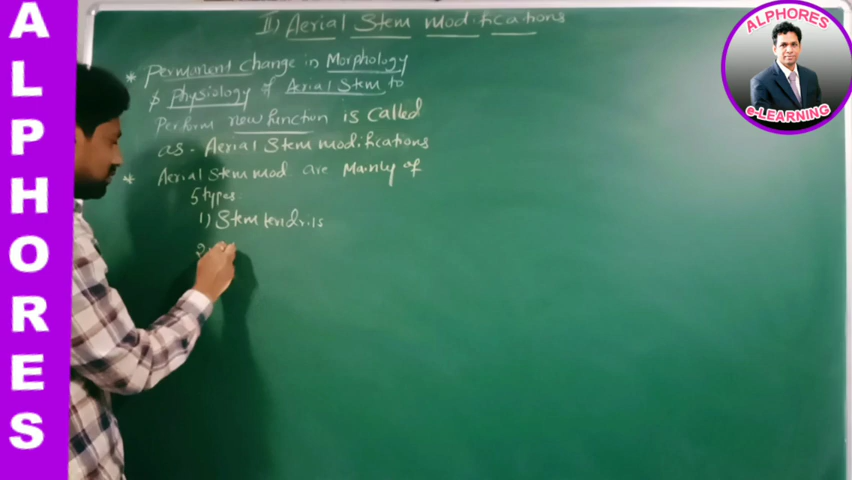 ALPHORES
II) Aerial Stem modifications
* Permanent change in Morphology
& Physiology of Aerial Stem to
Perform new function is called
as - Aerial Stem modifications
* Aerial stem mod are Mainly of
5 types:
1) Stem tendrils
2)
ALPHORES
e-LEARNING